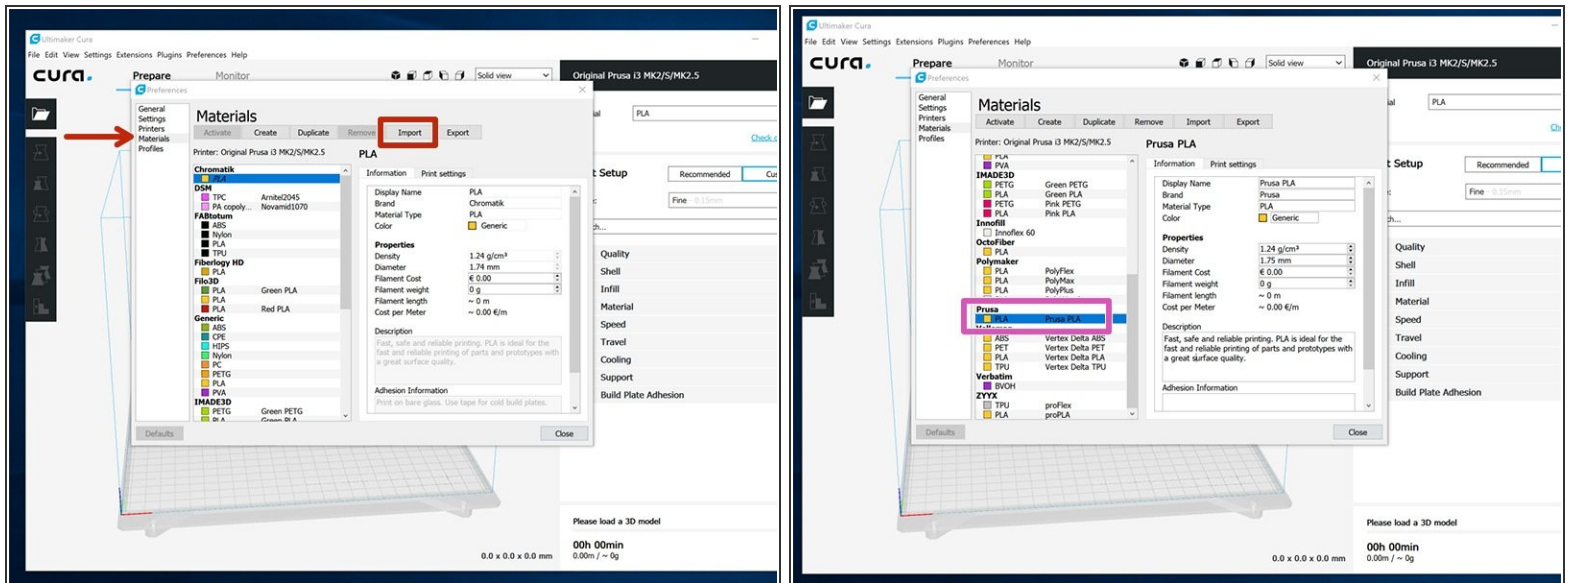 Ultimaker Cura
File Edit View Settings Extensions Plugins Preferences Help
cura.
Prepare
Monitor
Solid view
Original Prusa i3 MK2/S/MK2.5
Preferences
General
Settings
Printers
Materials
Profiles
Materials
Activate
Create
Duplicate
Remove
Import
Export
PLA
Check
Printer: Original Prusa i3 MK2/S/MK2.5
PLA
Chromatik
PLA
DSM
TPC Arnitel2045
PA copoly... Novamid1070
FABtotum
ABS
Nylon
PLA
TPU
Fiberlogy HD
PLA
Filo3D
PLA Green PLA
PLA
PLA Red PLA
Generic
ABS
CPE
HIPS
Nylon
PC
PETG
PLA
PVA
IMADE3D
PETG Green PETG
PLA Green PLA
Information
Print settings
Display Name PLA
Brand Chromatik
Material Type PLA
Color Generic
Properties
Density 1.24 g/cm³
Diameter 1.74 mm
Filament Cost € 0.00
Filament weight 0 g
Filament length ~ 0 m
Cost per Meter ~ 0.00 €/m
Description
Fast, safe and reliable printing. PLA is ideal for the
fast and reliable printing of parts and prototypes with
a great surface quality.
Adhesion Information
Print on bare glass. Use tape for cold build plates.
Defaults
Close
t Setup
Recommended
Cus
Fine - 0.15mm
Quality
Shell
Infill
Material
Speed
Travel
Cooling
Support
Build Plate Adhesion
Please load a 3D model
00h 00min
0.00m / ~ 0g
0.0 x 0.0 x 0.0 mm
Ultimaker Cura
File Edit View Settings Extensions Plugins Preferences Help
cura.
Prepare
Monitor
Solid view
Original Prusa i3 MK2/S/MK2.5
Preferences
General
Settings
Printers
Materials
Profiles
Materials
Activate
Create
Duplicate
Remove
Import
Export
al
PLA
Ch
Printer: Original Prusa i3 MK2/S/MK2.5
Prusa PLA
PLA
PVA
IMADE3D
PETG Green PETG
PLA Green PLA
PETG Pink PETG
PLA Pink PLA
Innofill
Innoflex 60
OctoFiber
PLA
Polymaker
PLA PolyFlex
PLA PolyMax
PLA PolyPlus
Prusa
PLA Prusa PLA
Velleman
ABS Vertex Delta ABS
PET Vertex Delta PET
PLA Vertex Delta PLA
TPU Vertex Delta TPU
Verbatim
BVOH
ZYYX
TPU proFlex
PLA proPLA
Information
Print settings
Display Name Prusa PLA
Brand Prusa
Material Type PLA
Color Generic
Properties
Density 1.24 g/cm³
Diameter 1.75 mm
Filament Cost € 0.00
Filament weight 0 g
Filament length ~ 0 m
Cost per Meter ~ 0.00 €/m
Description
Fast, safe and reliable printing. PLA is ideal for the
fast and reliable printing of parts and prototypes with
a great surface quality.
Adhesion Information
Defaults
Close
t Setup
Recommended
Fine - 0.15mm
Quality
Shell
Infill
Material
Speed
Travel
Cooling
Support
Build Plate Adhesion
Please load a 3D model
00h 00min
0.00m / ~ 0g
0.0 x 0.0 x 0.0 mm